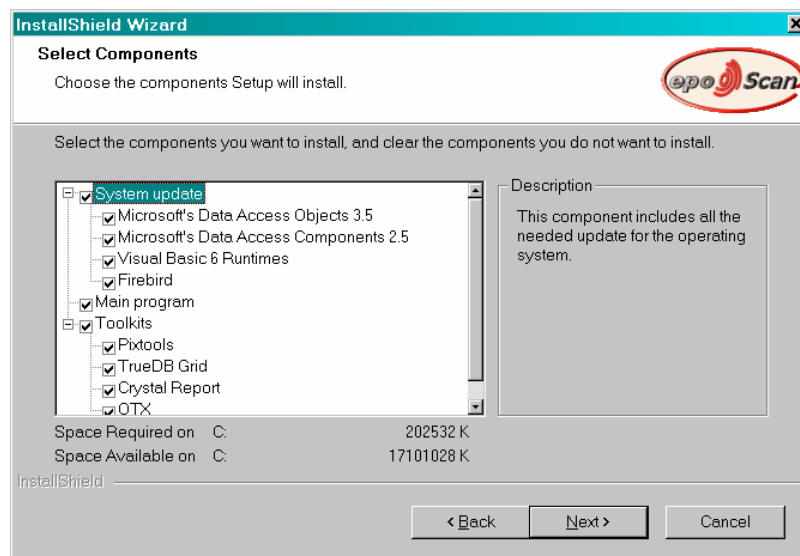 InstallShield Wizard
Select Components
Choose the components Setup will install.
epo Scan
Select the components you want to install, and clear the components you do not want to install.
System update
Microsoft's Data Access Objects 3.5
Microsoft's Data Access Components 2.5
Visual Basic 6 Runtimes
Firebird
Main program
Toolkits
Pixtools
TrueDB Grid
Crystal Report
OTX
Description
This component includes all the
needed update for the operating
system.
Space Required on C: 202532 K
Space Available on C: 17101028 K
InstallShield
< Back Next > Cancel